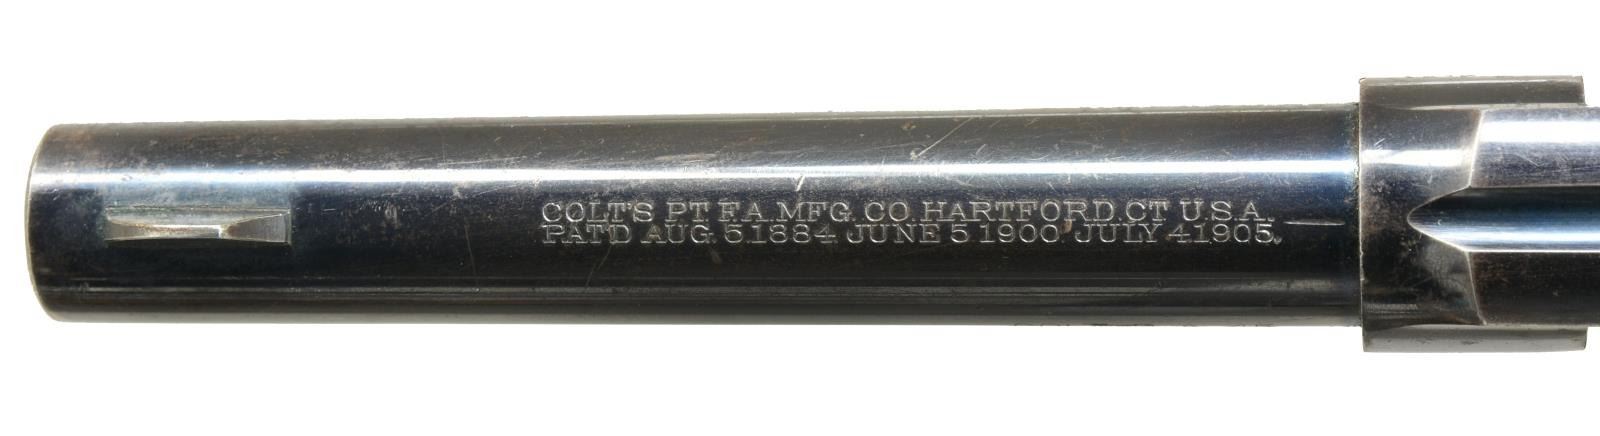 COLT'S PT. F.A. MFG. CO. HARTFORD. CT. U.S.A.
PAT'D AUG. 5.1884. JUNE 5 1900. JULY 4.1905.